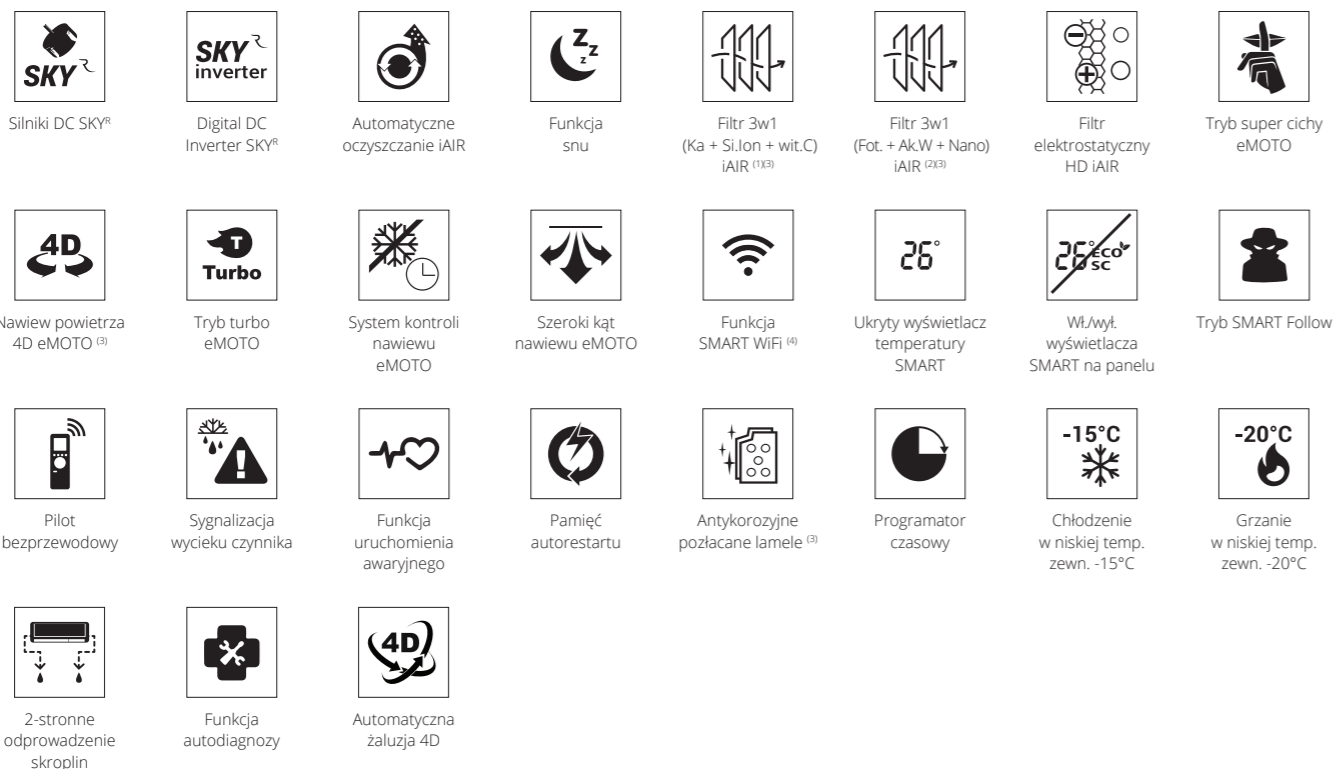 SKY R
SKY R
inverter
Z z z
4D
T
Turbo
26°
26° ECO
SC
-15°C
-20°C
4D
Silniki DC SKYᴿ
Digital DC
Inverter SKYᴿ
Automatyczne
oczyszczanie iAIR
Funkcja
snu
Filtr 3w1
(Ka + Si.Ion + wit.C)
iAIR (1)(3)
Filtr 3w1
(Fot. + Ak.W + Nano)
iAIR (2)(3)
Filtr
elektrostatyczny
HD iAIR
Tryb super cichy
eMOTO
Nawiew powietrza
4D eMOTO (3)
Tryb turbo
eMOTO
System kontroli
nawiewu
eMOTO
Szeroki kąt
nawiewu eMOTO
Funkcja
SMART WiFi (4)
Ukryty wyświetlacz
temperatury
SMART
Wł./wył.
wyświetlacza
SMART na panelu
Tryb SMART Follow
Pilot
bezprzewodowy
Sygnalizacja
wycieku czynnika
Funkcja
uruchomienia
awaryjnego
Pamięć
autorestartu
Antykorozyjne
pozłacane lamele (3)
Programator
czasowy
Chłodzenie
w niskiej temp.
zewn. -15°C
Grzanie
w niskiej temp.
zewn. -20°C
2-stronne
odprowadzenie
skroplin
Funkcja
autodiagnozy
Automatyczna
żaluzja 4D